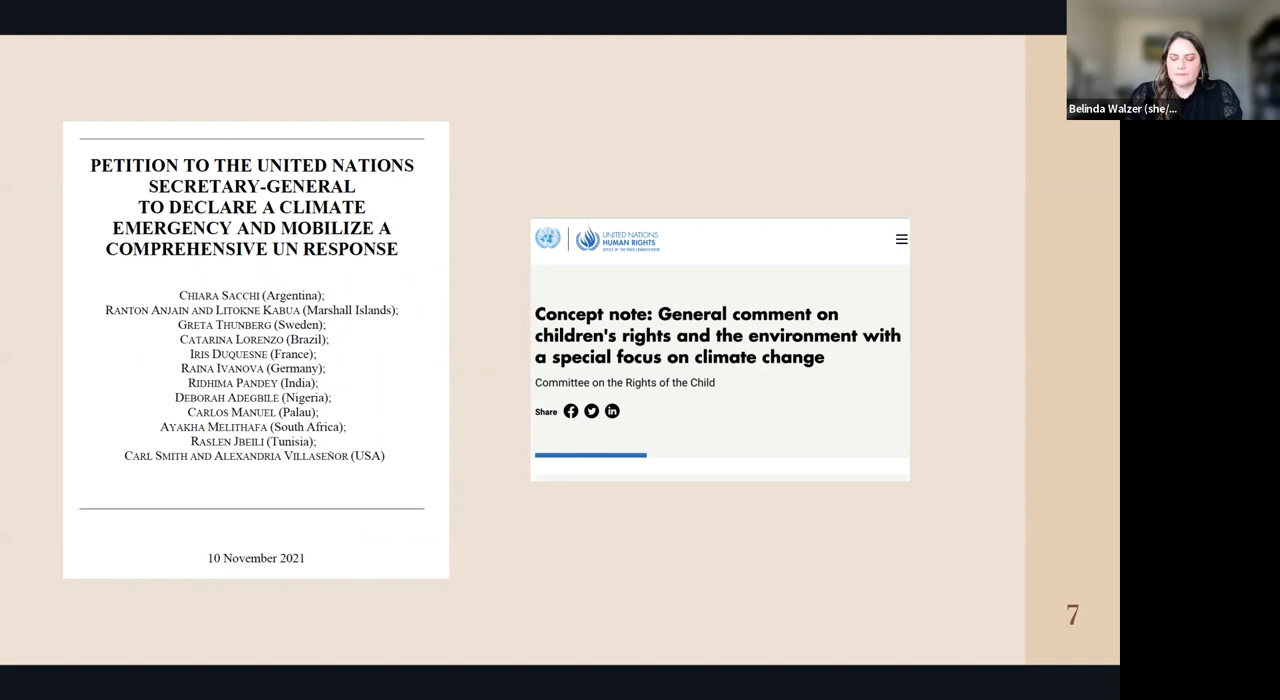 PETITION TO THE UNITED NATIONS
SECRETARY-GENERAL
TO DECLARE A CLIMATE
EMERGENCY AND MOBILIZE A
COMPREHENSIVE UN RESPONSE
CHIARA SACCHI (Argentina);
RANTON ANJAIN AND LITOKNE KABUA (Marshall Islands);
GRETA THUNBERG (Sweden);
CATARINA LORENZO (Brazil);
IRIS DUQUESNE (France);
RAINA IVANOVA (Germany);
RIDHIMA PANDEY (India);
DEBORAH ADEGBILE (Nigeria);
CARLOS MANUEL (Palau);
AYAKHA MELITHAFA (South Africa);
RASLEN JBEILI (Tunisia);
CARL SMITH AND ALEXANDRIA VILLASEÑOR (USA)
10 November 2021
UNITED NATIONS
HUMAN RIGHTS
OFFICE OF THE HIGH COMMISSIONER
Concept note: General comment on
children's rights and the environment with
a special focus on climate change
Committee on the Rights of the Child
Share
7
Belinda Walzer (she/...